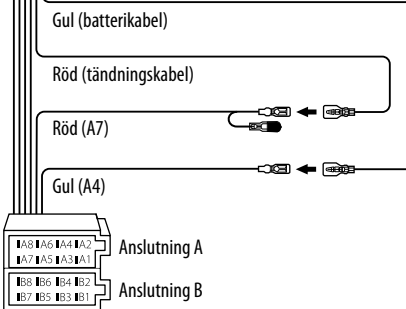 Gul (batterikabel)
Röd (tändningskabel)
Röd (A7)
Gul (A4)
A8 A6 A4 A2
A7 A5 A3 A1
Anslutning A
B8 B6 B4 B2
B7 B5 B3 B1
Anslutning B